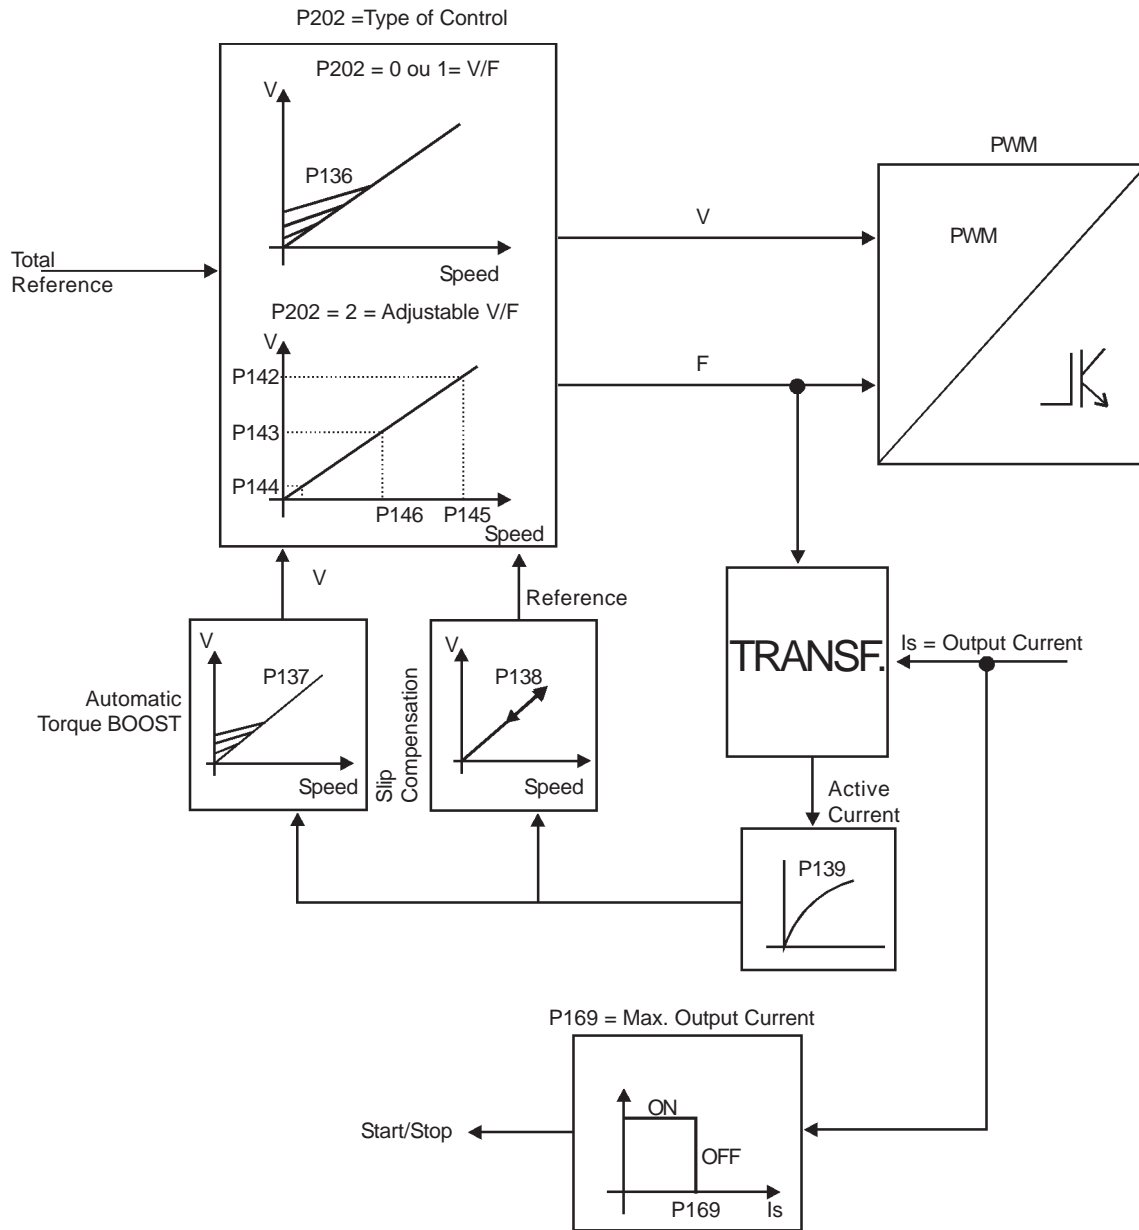 P202 =Type of Control
P202 = 0 ou 1= V/F
V
P136
Speed
Total
Reference
P202 = 2 = Adjustable V/F
V
P142
P143
P144
P146
P145
Speed
V
F
PWM
PWM
V
Reference
Automatic
Torque BOOST
V
P137
Speed
Slip
Compensation
V
P138
Speed
TRANSF.
Is = Output Current
Active
Current
P139
P169 = Max. Output Current
Start/Stop
ON
OFF
P169
Is